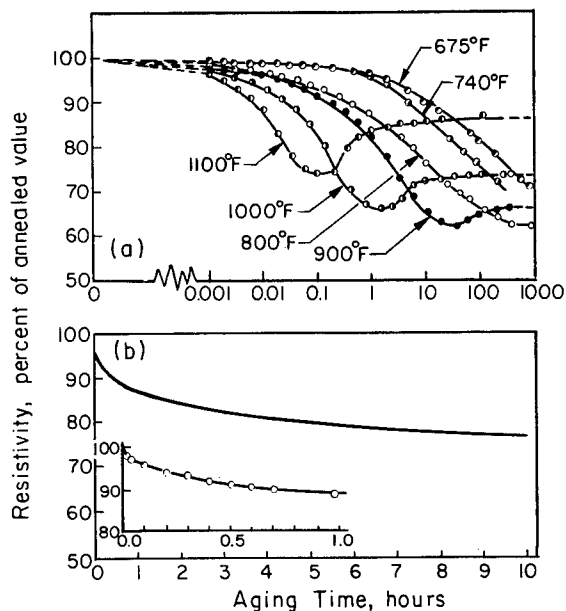 Resistivity, percent of annealed value
100
90
80
70
60
50
(a)
675°F
740°F
1100°F
1000°F
800°F
900°F
0
0.001
0.01
0.1
1
10
100
1000
100
90
80
70
60
50
(b)
100
90
80
0.0
0.5
1.0
0 1 2 3 4 5 6 7 8 9 10
Aging Time, hours